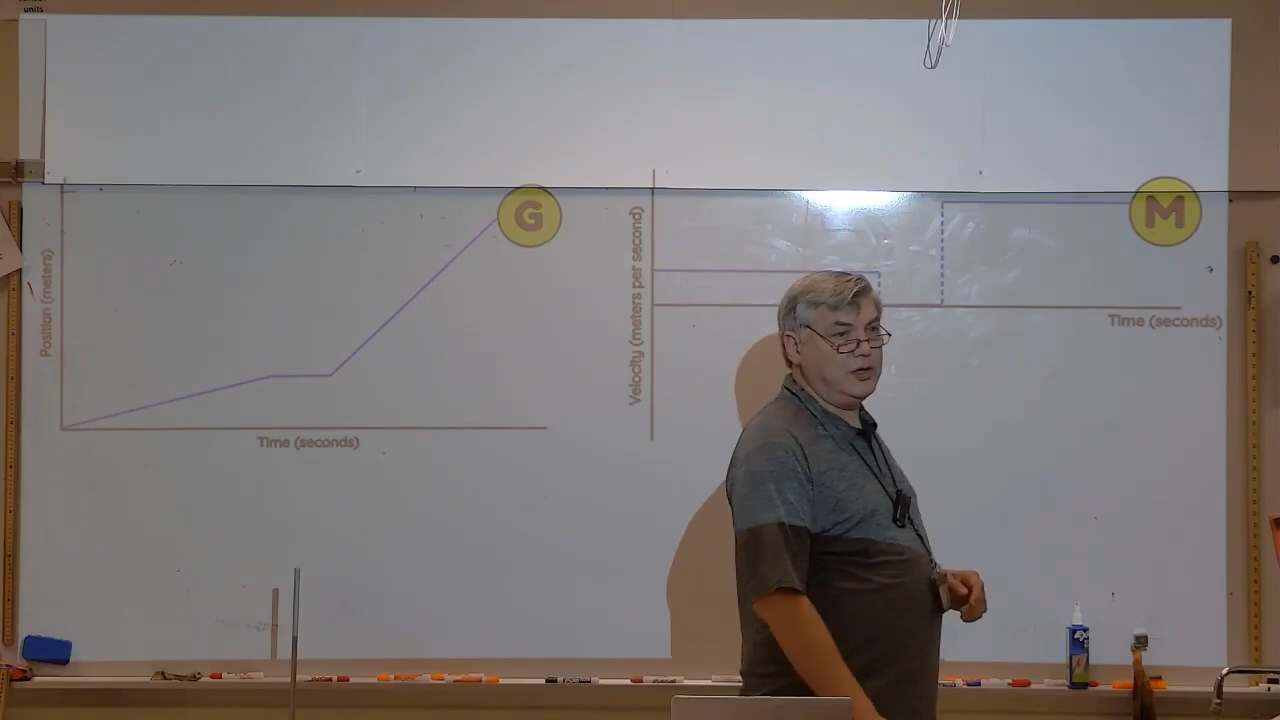 units
G
Position (meters)
Time (seconds)
M
Velocity (meters per second)
Time (seconds)